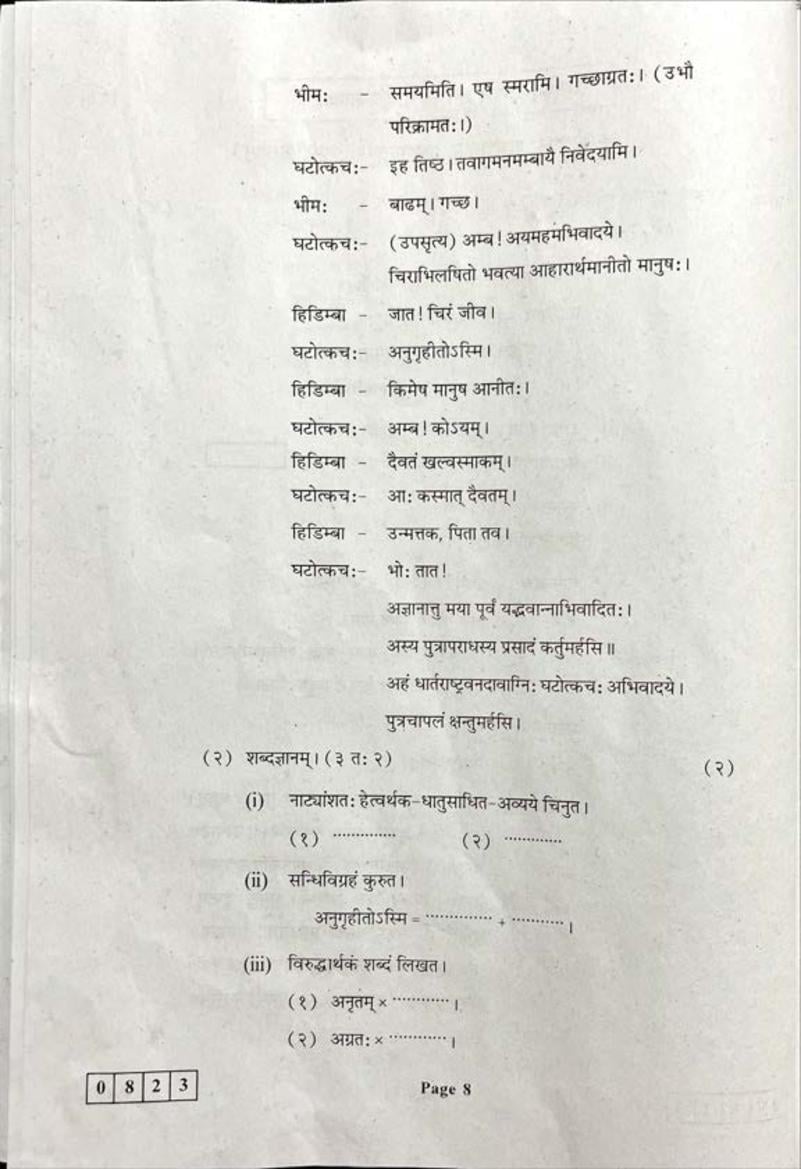 भीमः - समयमिति। एष स्मरामि। गच्छाग्रतः। (उभौ
परिक्रामतः।)
घटोत्कचः- इह तिष्ठ। तवागमनमम्बायै निवेदयामि।
भीमः - बाढम्। गच्छ।
घटोत्कचः- (उपसृत्य) अम्ब! अयमहमभिवादये।
चिराभिलषितो भवत्या आहारार्थमानीतो मानुषः।
हिडिम्बा - जात! चिरं जीव।
घटोत्कचः- अनुगृहीतोऽस्मि।
हिडिम्बा - किमेष मानुष आनीतः।
घटोत्कचः- अम्ब! कोऽयम्।
हिडिम्बा - दैवतं खल्वस्माकम्।
घटोत्कचः- आः कस्मात् दैवतम्।
हिडिम्बा - उन्मत्तक, पिता तव।
घटोत्कचः- भोः तात!
अज्ञानात्तु मया पूर्वं यद्भवान्नाभिवादितः।
अस्य पुत्रापराधस्य प्रसादं कर्तुमर्हसि॥
अहं धार्तराष्ट्रवनदावाग्निः घटोत्कचः अभिवादये।
पुत्रचापलं क्षन्तुमर्हसि।
(२) शब्दज्ञानम्। (३ तः २) (२)
(i) नाट्यांशतः हेत्वर्थक-धातुसाधित-अव्यये चिनुत।
(१) .............. (२) .............
(ii) सन्धिविग्रहं कुरुत।
अनुगृहीतोऽस्मि = .............. + ...........।
(iii) विरुद्धार्थकं शब्दं लिखत।
(१) अनृतम् × ............।
(२) अग्रतः × ............।
0 8 2 3 Page 8